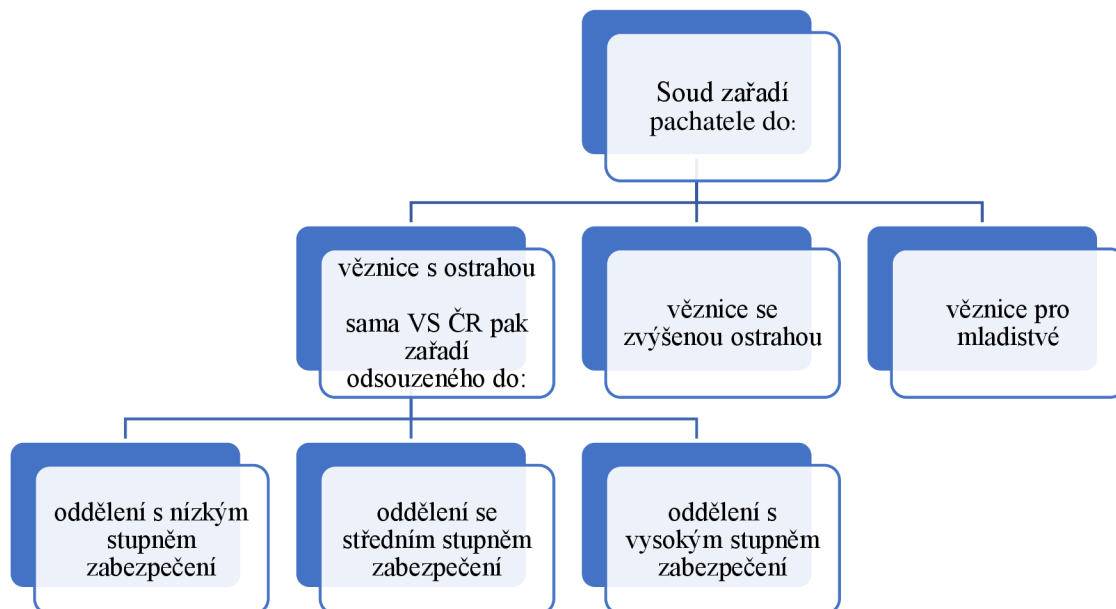 Soud zařadí
pachatele do:
věznice s ostrahou
sama VS ČR pak
zařadí
odsouzeného do:
věznice se
zvýšenou ostrahou
věznice pro
mladistvé
oddělení s nízkým
stupněm
zabezpečení
oddělení se
středním stupněm
zabezpečení
oddělení s
vysokým stupněm
zabezpečení